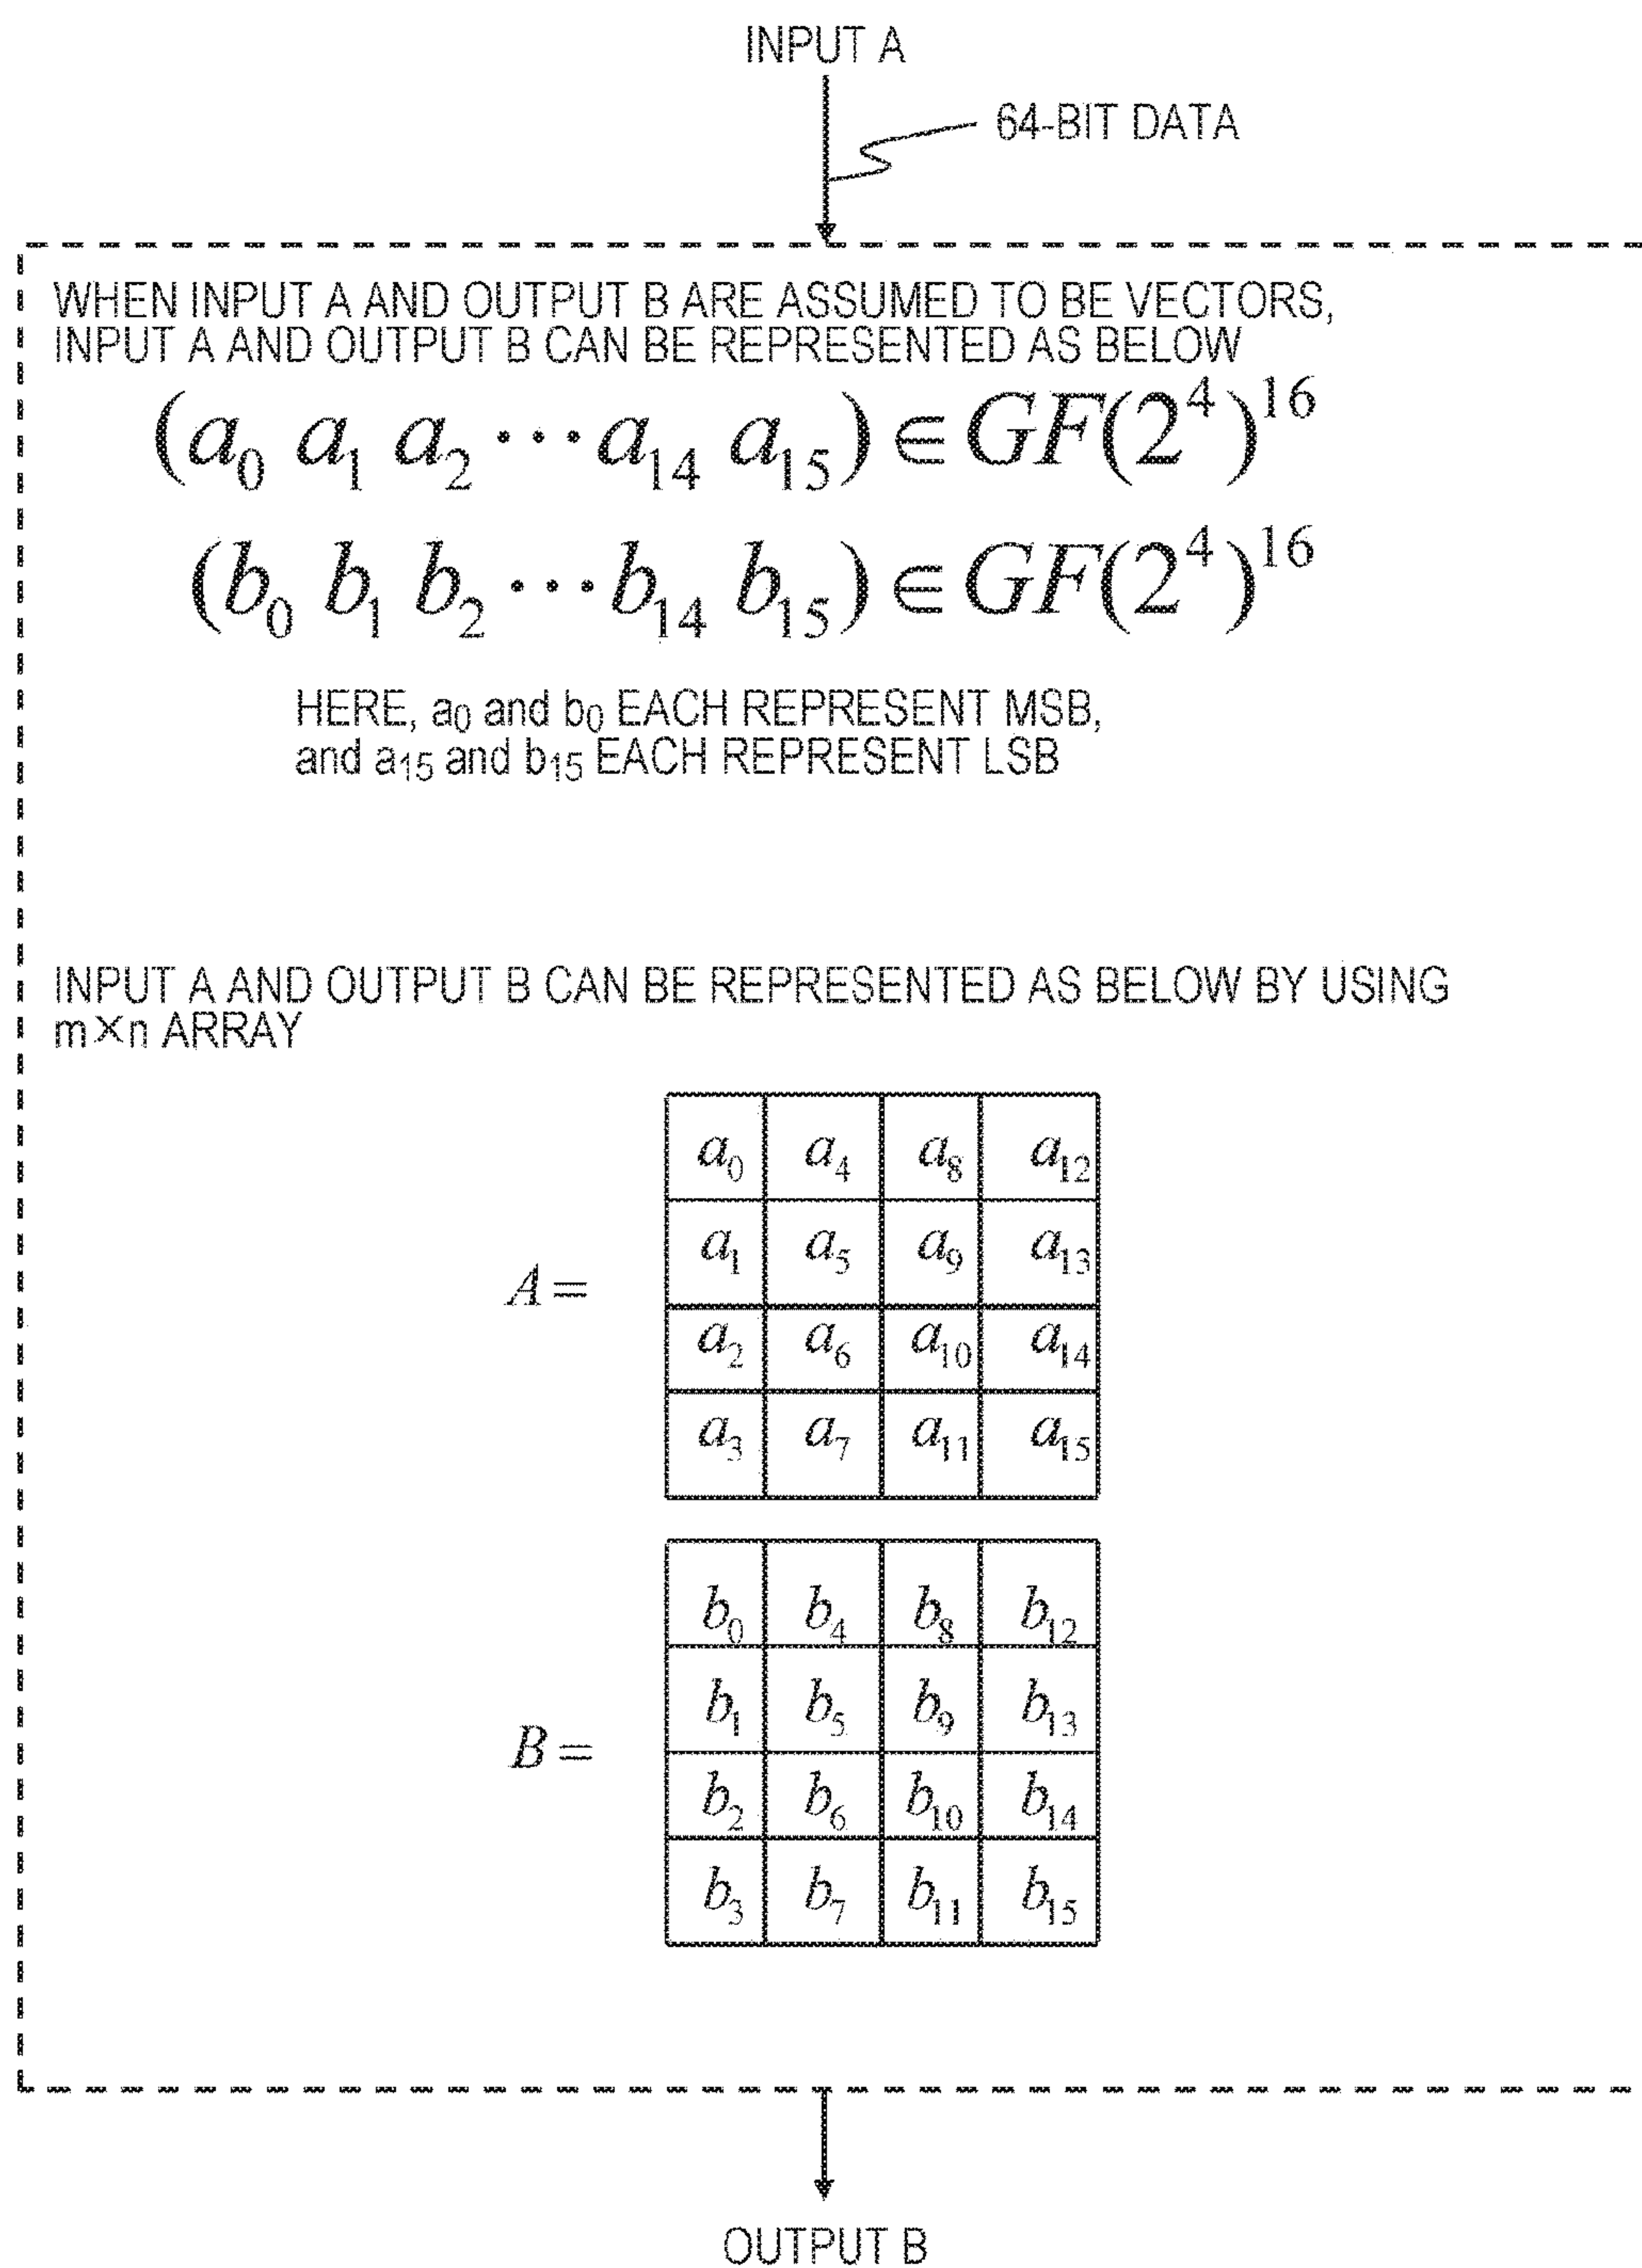 INPUT A
64-BIT DATA
WHEN INPUT A AND OUTPUT B ARE ASSUMED TO BE VECTORS,
INPUT A AND OUTPUT B CAN BE REPRESENTED AS BELOW
(a₀ a₁ a₂ ⋯ a₁₄ a₁₅) ∈ GF(2⁴)¹⁶
(b₀ b₁ b₂ ⋯ b₁₄ b₁₅) ∈ GF(2⁴)¹⁶
HERE, a₀ and b₀ EACH REPRESENT MSB,
and a₁₅ and b₁₅ EACH REPRESENT LSB
INPUT A AND OUTPUT B CAN BE REPRESENTED AS BELOW BY USING
m×n ARRAY
a₀ a₄ a₈ a₁₂
a₁ a₅ a₉ a₁₃
A=
a₂ a₆ a₁₀ a₁₄
a₃ a₇ a₁₁ a₁₅
b₀ b₄ b₈ b₁₂
b₁ b₅ b₉ b₁₃
B=
b₂ b₆ b₁₀ b₁₄
b₃ b₇ b₁₁ b₁₅
OUTPUT B